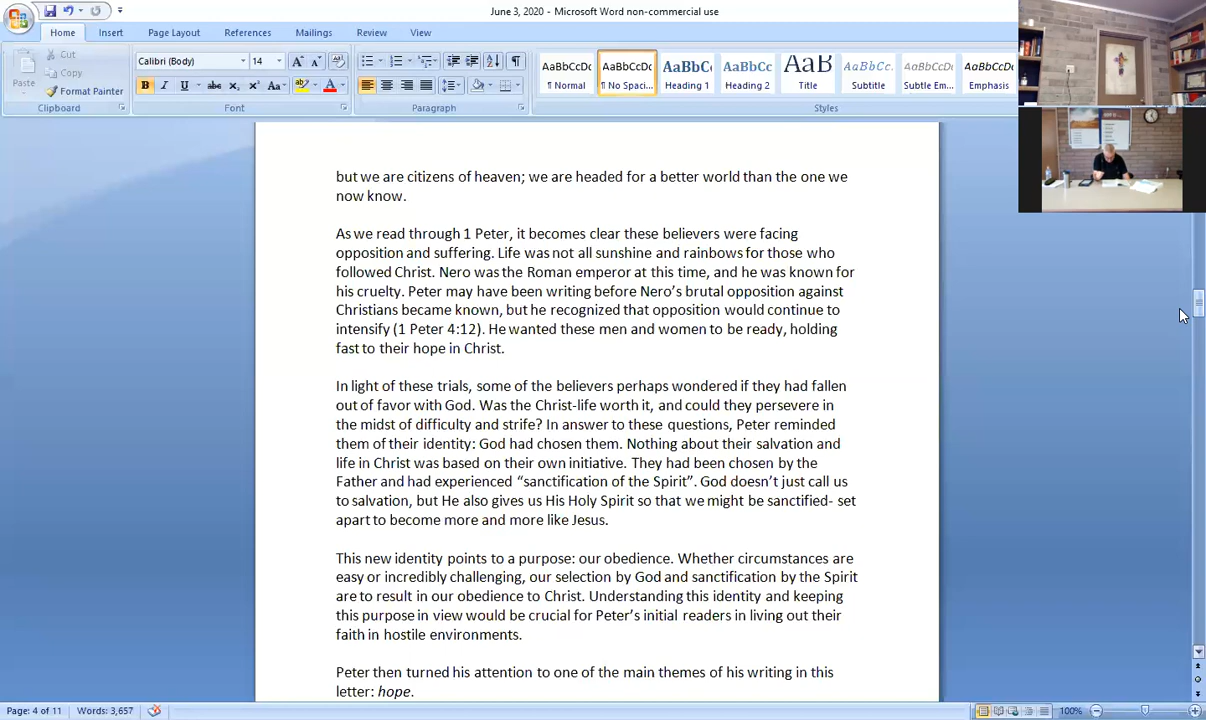 June 3, 2020 - Microsoft Word non-commercial use
Home Insert Page Layout References Mailings Review View
Cut
Copy
Format Painter
Paste
Calibri (Body) 14
AaBbCcDc AaBbCcDc AaBbC AaBbCc AaB AaBbCc. AaBbCcDc AaBbCcDc
¶ Normal ¶ No Spaci... Heading 1 Heading 2 Title Subtitle Subtle Em... Emphasis
Clipboard Font Paragraph Styles
but we are citizens of heaven; we are headed for a better world than the one we
now know.
As we read through 1 Peter, it becomes clear these believers were facing
opposition and suffering. Life was not all sunshine and rainbows for those who
followed Christ. Nero was the Roman emperor at this time, and he was known for
his cruelty. Peter may have been writing before Nero’s brutal opposition against
Christians became known, but he recognized that opposition would continue to
intensify (1 Peter 4:12). He wanted these men and women to be ready, holding
fast to their hope in Christ.
In light of these trials, some of the believers perhaps wondered if they had fallen
out of favor with God. Was the Christ-life worth it, and could they persevere in
the midst of difficulty and strife? In answer to these questions, Peter reminded
them of their identity: God had chosen them. Nothing about their salvation and
life in Christ was based on their own initiative. They had been chosen by the
Father and had experienced “sanctification of the Spirit”. God doesn’t just call us
to salvation, but He also gives us His Holy Spirit so that we might be sanctified- set
apart to become more and more like Jesus.
This new identity points to a purpose: our obedience. Whether circumstances are
easy or incredibly challenging, our selection by God and sanctification by the Spirit
are to result in our obedience to Christ. Understanding this identity and keeping
this purpose in view would be crucial for Peter’s initial readers in living out their
faith in hostile environments.
Peter then turned his attention to one of the main themes of his writing in this
letter: hope.
Page: 4 of 11 Words: 3,657 100%